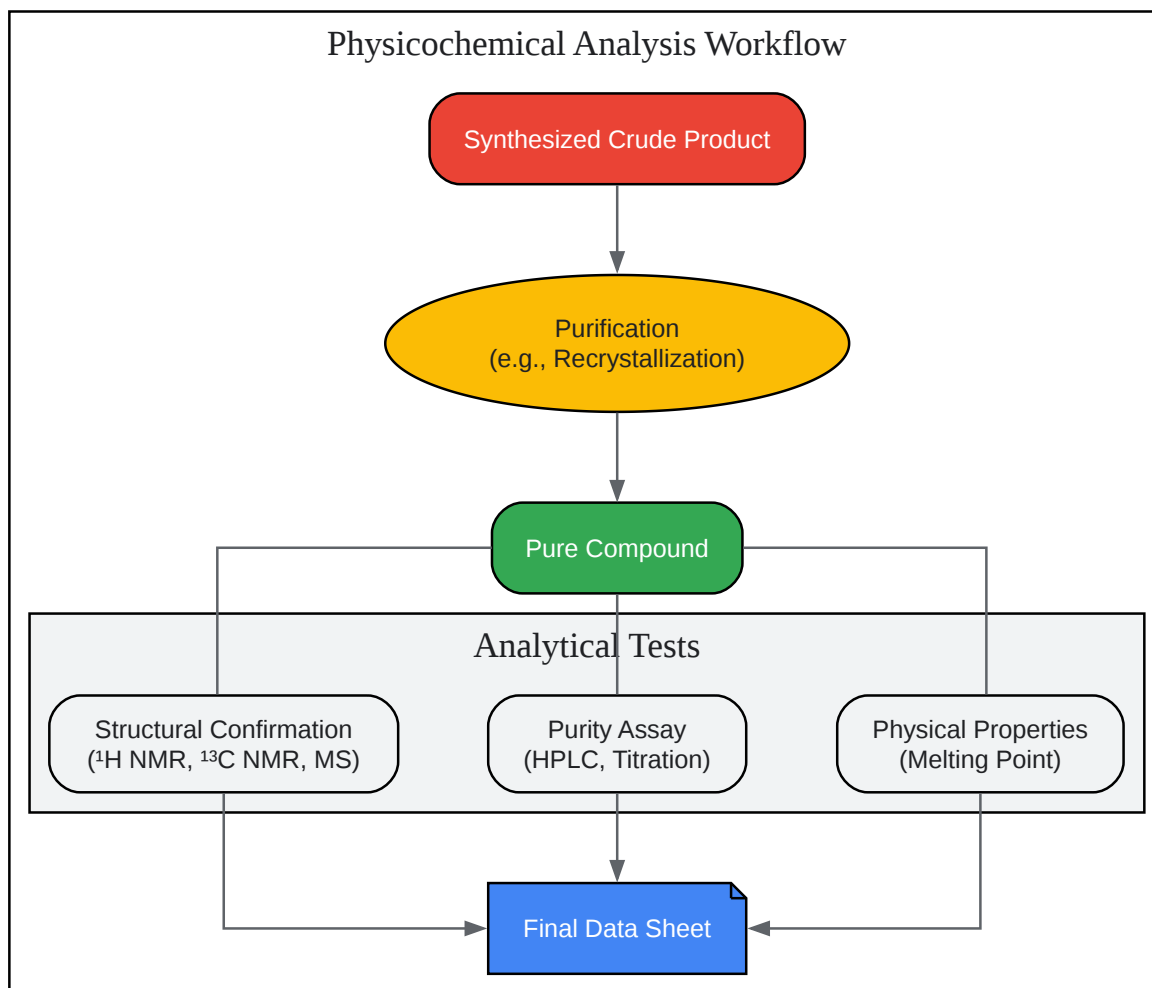 Physicochemical Analysis Workflow
Synthesized Crude Product
Purification
(e.g., Recrystallization)
Pure Compound
Analytical Tests
Structural Confirmation
(¹H NMR, ¹³C NMR, MS)
Purity Assay
(HPLC, Titration)
Physical Properties
(Melting Point)
Final Data Sheet